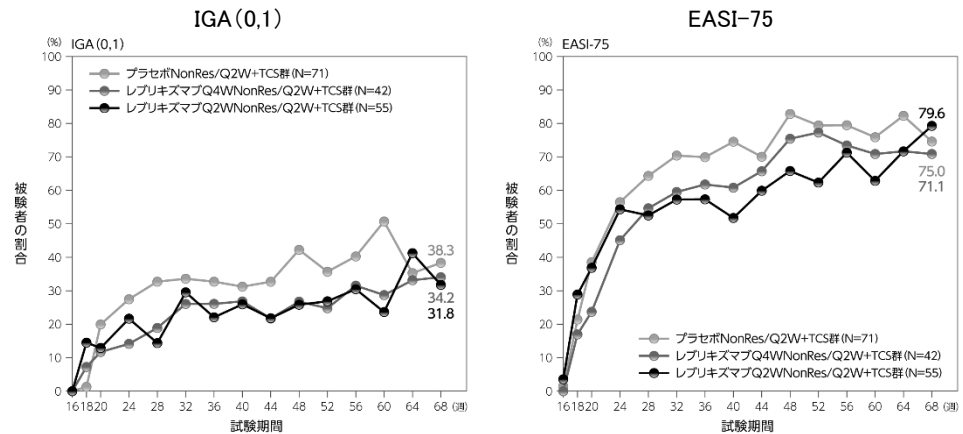 IGA(0,1)
(%) IGA(0,1)
100
90
80
70
60
50
40
30
20
10
0
被験者の割合
プラセボNonRes/Q2W+TCS群(N=71)
レブリキズマブQ4WNonRes/Q2W+TCS群(N=42)
レブリキズマブQ2WNonRes/Q2W+TCS群(N=55)
38.3
34.2
31.8
16 18 20 24 28 32 36 40 44 48 52 56 60 64 68 (週)
試験期間
EASI-75
(%) EASI-75
100
90
80
70
60
50
40
30
20
10
0
被験者の割合
79.6
75.0
71.1
プラセボNonRes/Q2W+TCS群(N=71)
レブリキズマブQ4WNonRes/Q2W+TCS群(N=42)
レブリキズマブQ2WNonRes/Q2W+TCS群(N=55)
16 18 20 24 28 32 36 40 44 48 52 56 60 64 68 (週)
試験期間